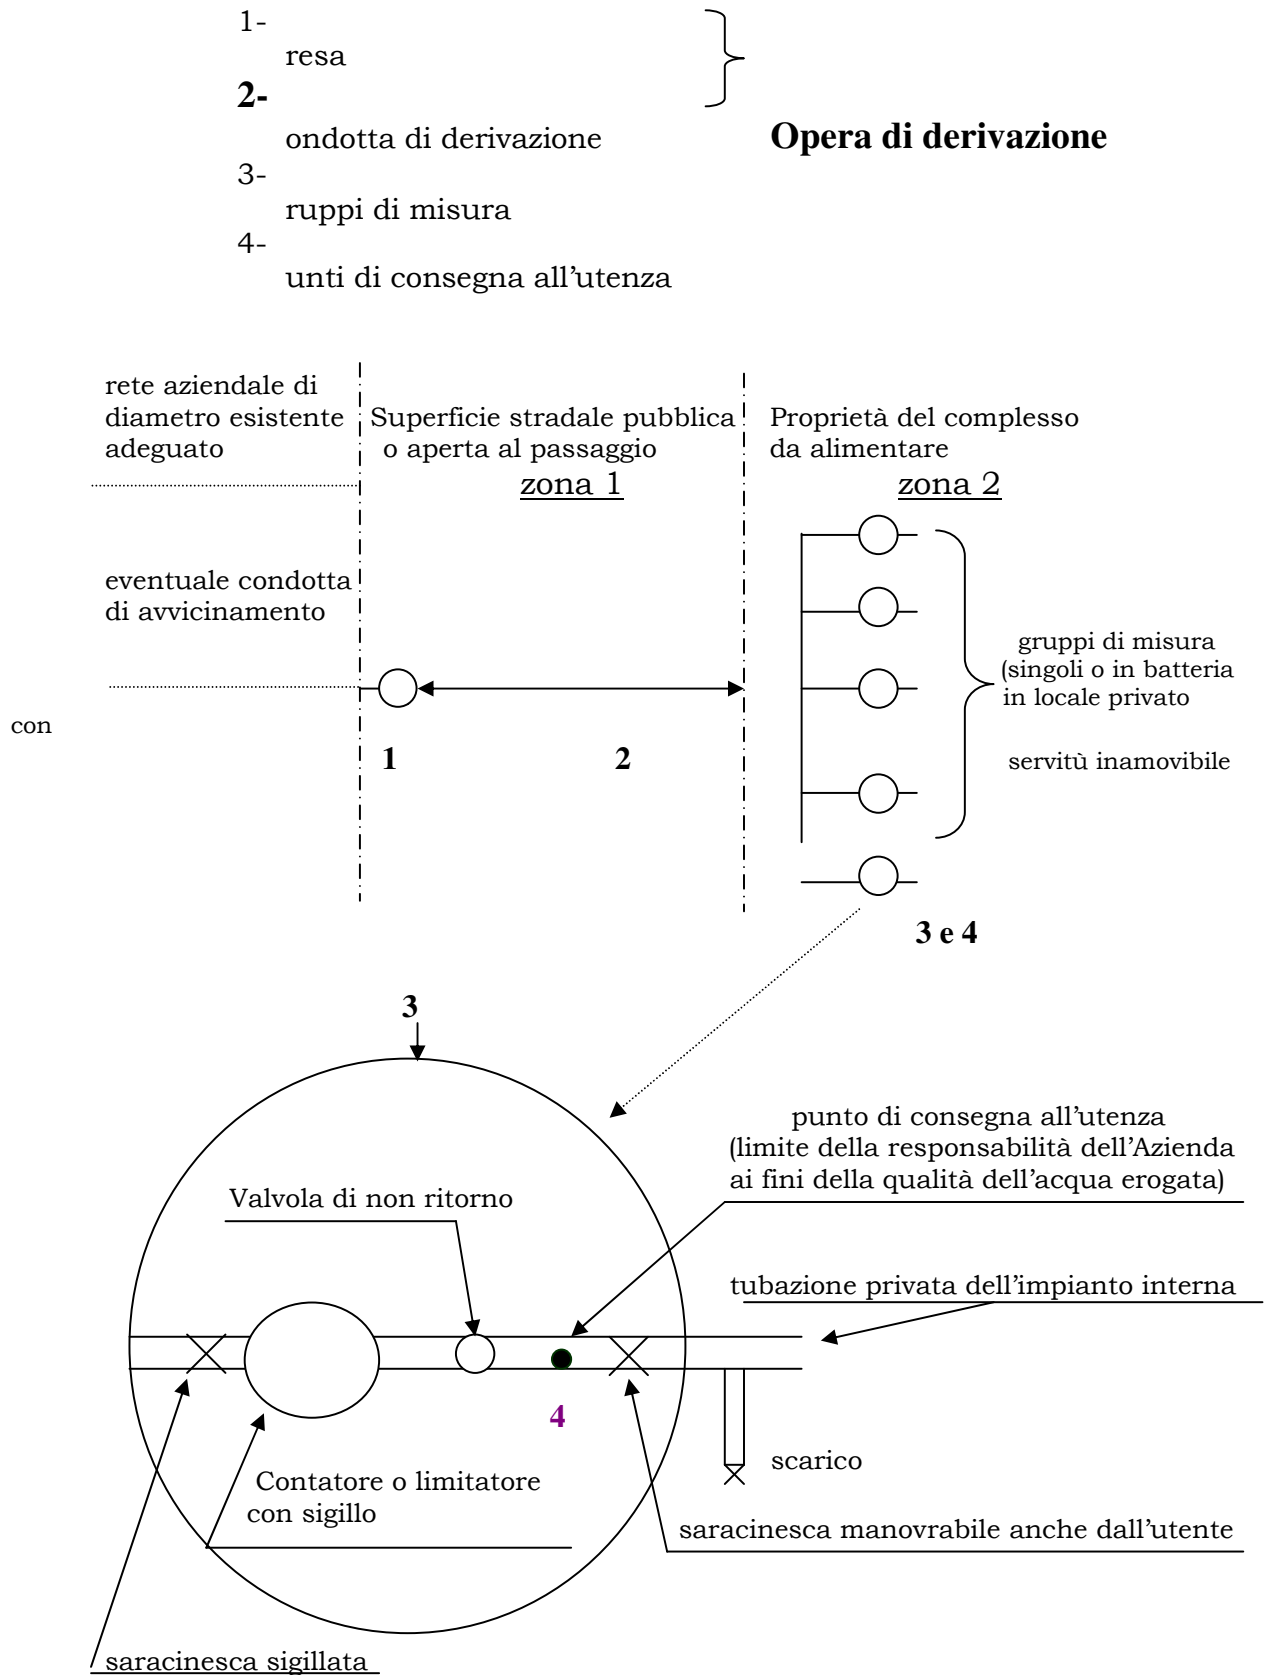 1-
resa
2-
ondotta di derivazione
Opera di derivazione
3-
ruppi di misura
4-
unti di consegna all'utenza
rete aziendale di
diametro esistente
adeguato
Superficie stradale pubblica
o aperta al passaggio
zona 1
Proprietà del complesso
da alimentare
zona 2
eventuale condotta
di avvicinamento
gruppi di misura
(singoli o in batteria
in locale privato
con
servitù inamovibile
1
2
3 e 4
3
punto di consegna all'utenza
(limite della responsabilità dell'Azienda
ai fini della qualità dell'acqua erogata)
Valvola di non ritorno
tubazione privata dell'impianto interna
4
scarico
Contatore o limitatore
con sigillo
saracinesca manovrabile anche dall'utente
saracinesca sigillata